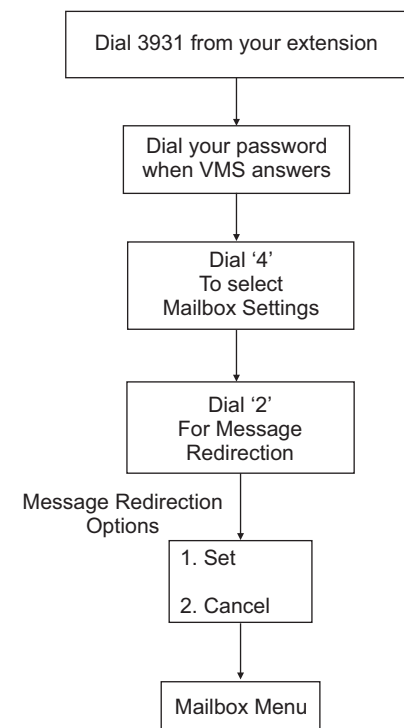 Dial 3931 from your extension
Dial your password
when VMS answers
Dial ‘4’
To select
Mailbox Settings
Dial ‘2’
For Message
Redirection
Message Redirection
Options
1. Set
2. Cancel
Mailbox Menu